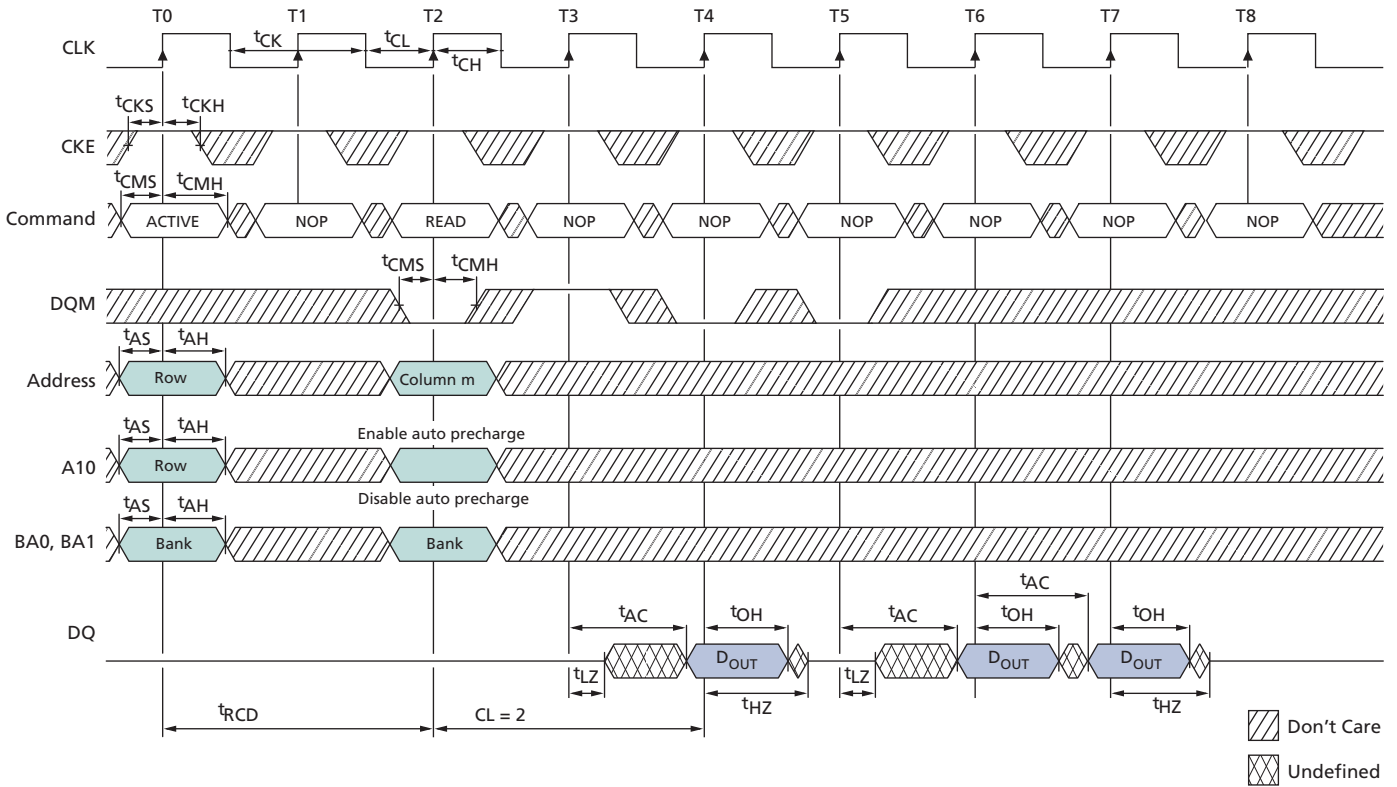 T0 T1 T2 T3 T4 T5 T6 T7 T8
CLK
tCK tCL
tCH
tCKS tCKH
CKE
tCMS tCMH
Command ACTIVE NOP READ NOP NOP NOP NOP NOP NOP
tCMS tCMH
DQM
tAS tAH
Address Row Column m
tAS tAH Enable auto precharge
A10 Row
tAS tAH Disable auto precharge
BA0, BA1 Bank Bank
tAC
tAC tOH tAC tOH tOH
DQ
DOUT DOUT DOUT
tLZ tLZ
tHZ tHZ
tRCD CL = 2
Don't Care
Undefined